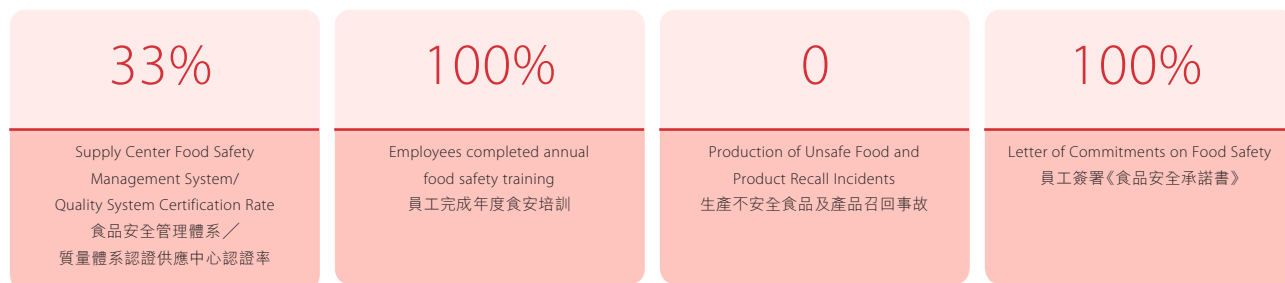 33%
Supply Center Food Safety
Management System/
Quality System Certification Rate
食品安全管理體系／
質量體系認證供應中心認證率
100%
Employees completed annual
food safety training
員工完成年度食安培訓
0
Production of Unsafe Food and
Product Recall Incidents
生產不安全食品及產品召回事故
100%
Letter of Commitments on Food Safety
員工簽署《食品安全承諾書》